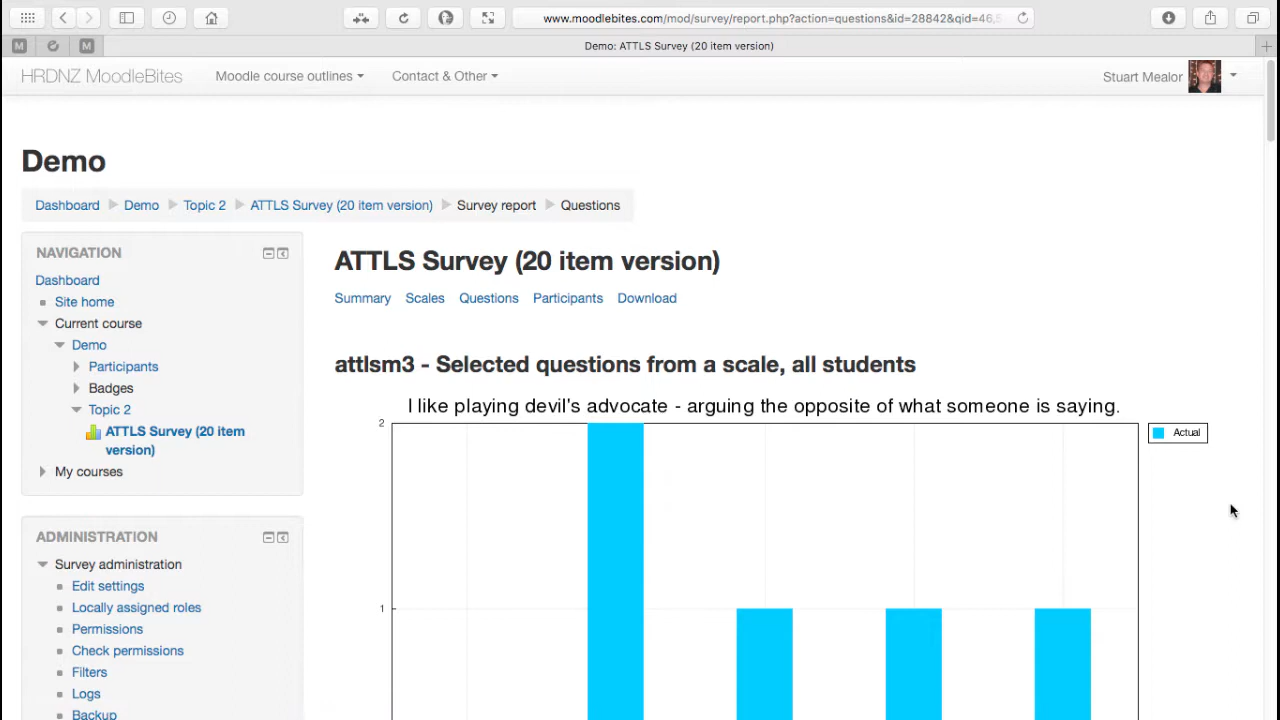 www.moodlebites.com/mod/survey/report.php?action=questions&id=28842&qid=46,5
M
M
Demo: ATTLS Survey (20 item version)
HRDNZ MoodleBites
Moodle course outlines
Contact & Other
Stuart Mealor
Demo
Dashboard
Demo
Topic 2
ATTLS Survey (20 item version)
Survey report
Questions
NAVIGATION
Dashboard
Site home
Current course
Demo
Participants
Badges
Topic 2
ATTLS Survey (20 item
version)
My courses
ADMINISTRATION
Survey administration
Edit settings
Locally assigned roles
Permissions
Check permissions
Filters
Logs
Backup
ATTLS Survey (20 item version)
Summary
Scales
Questions
Participants
Download
attlsm3 - Selected questions from a scale, all students
I like playing devil's advocate - arguing the opposite of what someone is saying.
2
1
Actual